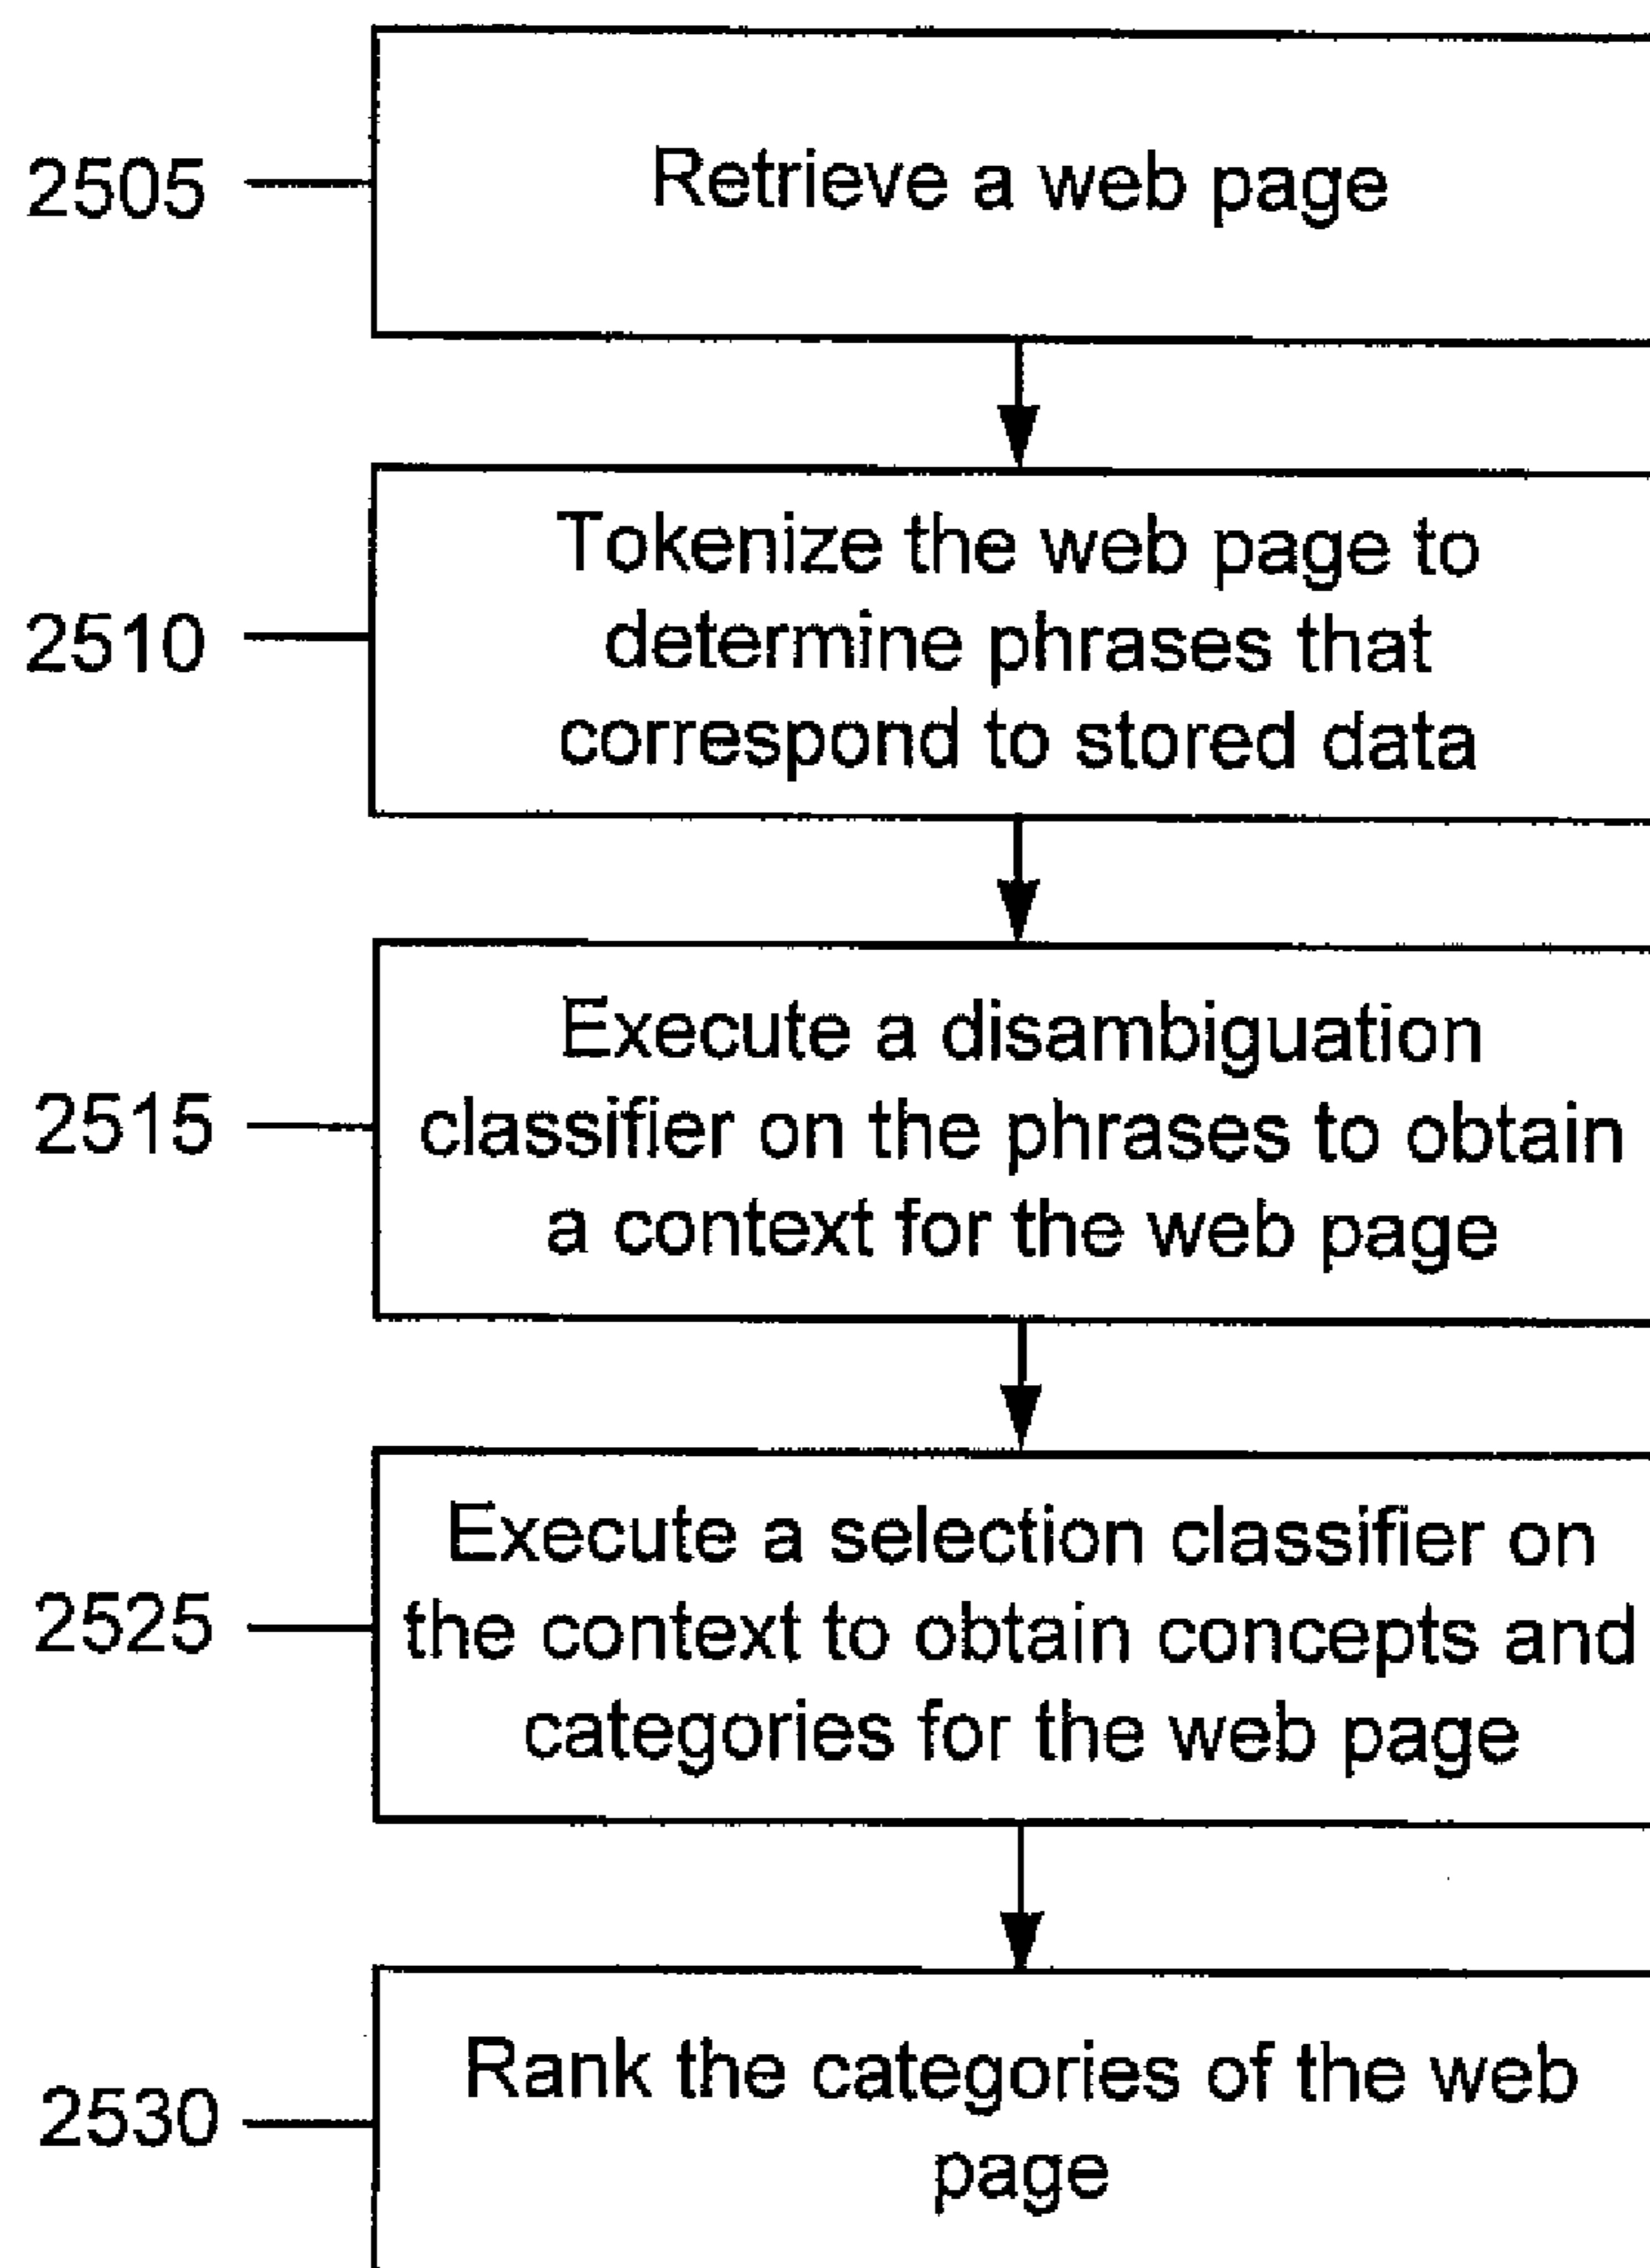 2505
Retrieve a web page
2510
Tokenize the web page to
determine phrases that
correspond to stored data
2515
Execute a disambiguation
classifier on the phrases to obtain
a context for the web page
2525
Execute a selection classifier on
the context to obtain concepts and
categories for the web page
2530
Rank the categories of the web
page